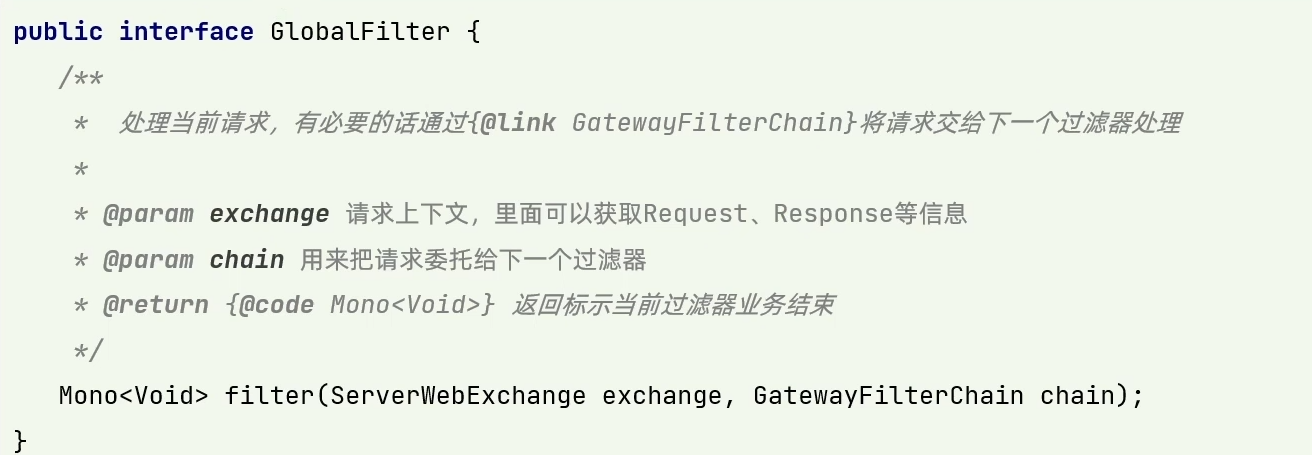 public interface GlobalFilter {
/**
*  处理当前请求，有必要的话通过{@link GatewayFilterChain}将请求交给下一个过滤器处理
*
* @param exchange 请求上下文，里面可以获取Request、Response等信息
* @param chain 用来把请求委托给下一个过滤器
* @return {@code Mono<Void>} 返回标示当前过滤器业务结束
*/
Mono<Void> filter(ServerWebExchange exchange, GatewayFilterChain chain);
}